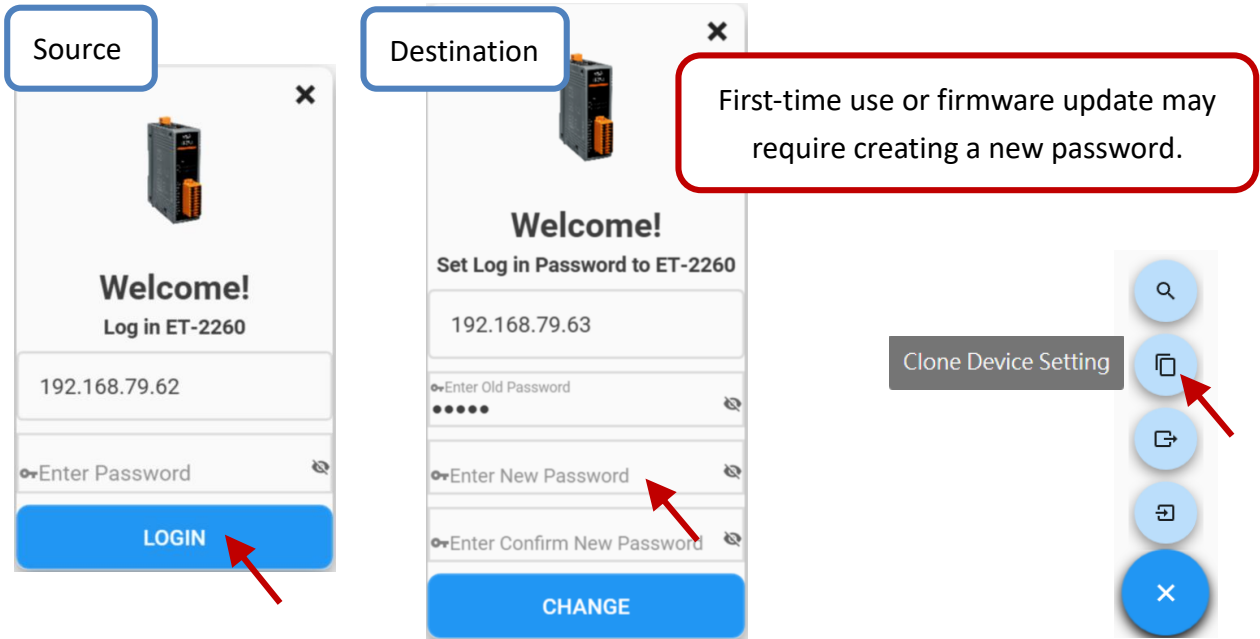 Source
Welcome!
Log in ET-2260
192.168.79.62
Enter Password
LOGIN
Destination
Welcome!
Set Log in Password to ET-2260
192.168.79.63
Enter Old Password
●●●●●
Enter New Password
Enter Confirm New Password
CHANGE
First-time use or firmware update may
require creating a new password.
Clone Device Setting